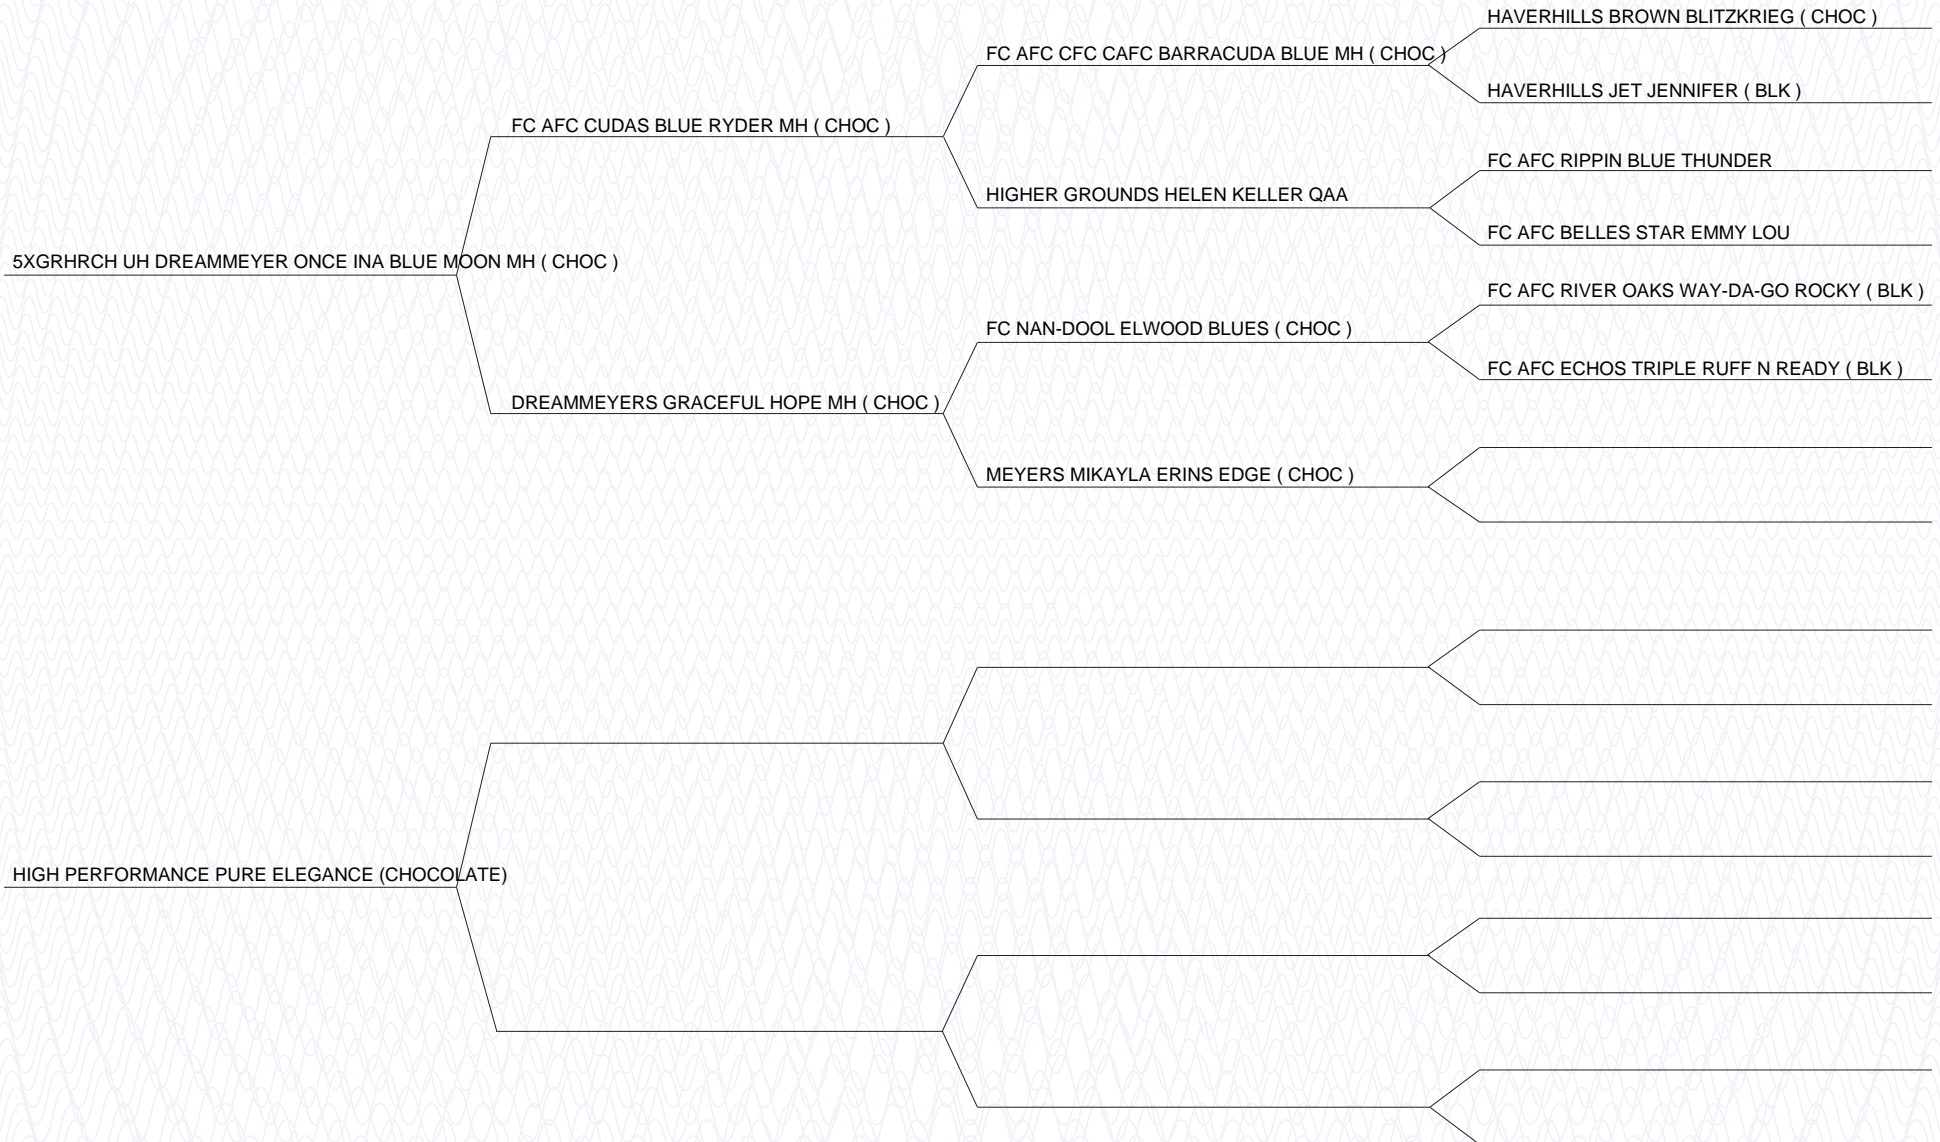 HAVERHILLS BROWN BLITZKRIEG ( CHOC )
FC AFC CFC CAFC BARRACUDA BLUE MH ( CHOC )
HAVERHILLS JET JENNIFER ( BLK )
FC AFC CUDAS BLUE RYDER MH ( CHOC )
FC AFC RIPPIN BLUE THUNDER
HIGHER GROUNDS HELEN KELLER QAA
FC AFC BELLES STAR EMMY LOU
5XGRHRCH UH DREAMMEYER ONCE INA BLUE MOON MH ( CHOC )
FC AFC RIVER OAKS WAY-DA-GO ROCKY ( BLK )
FC NAN-DOOL ELWOOD BLUES ( CHOC )
FC AFC ECHOS TRIPLE RUFF N READY ( BLK )
DREAMMEYERS GRACEFUL HOPE MH ( CHOC )
MEYERS MIKAYLA ERINS EDGE ( CHOC )
HIGH PERFORMANCE PURE ELEGANCE (CHOCOLATE)